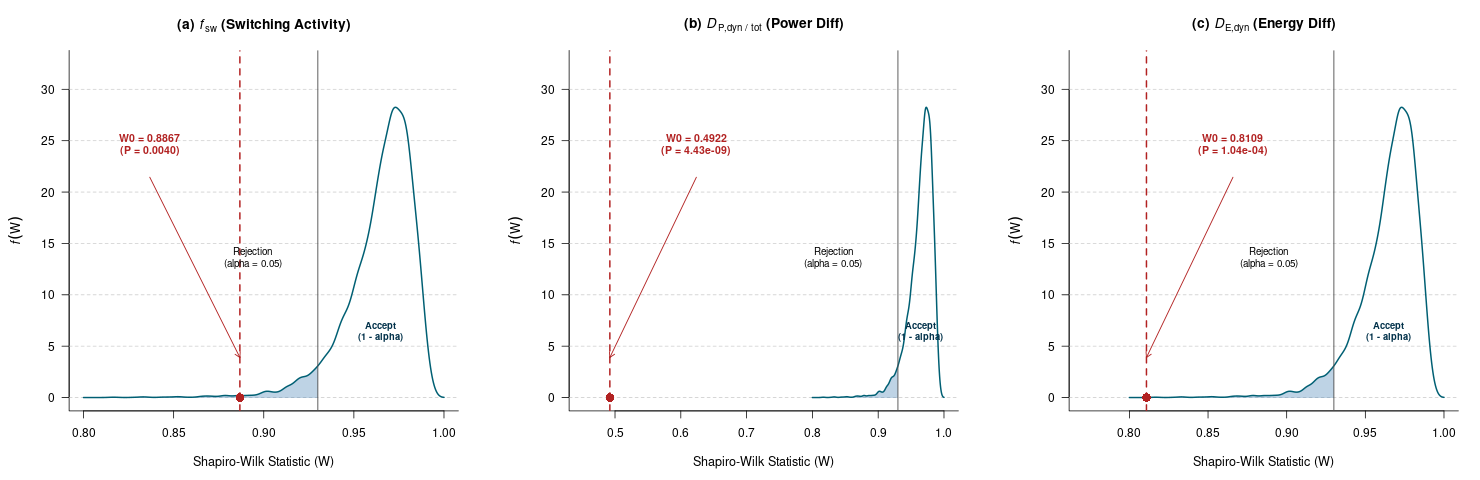 (a) fsw (Switching Activity)
f(W)
30
25
20
15
10
5
0
W0 = 0.8867
(P = 0.0040)
Rejection
(alpha = 0.05)
Accept
(1 - alpha)
0.80 0.85 0.90 0.95 1.00
Shapiro-Wilk Statistic (W)
(b) DP,dyn / tot (Power Diff)
f(W)
30
25
20
15
10
5
0
W0 = 0.4922
(P = 4.43e-09)
Rejection
(alpha = 0.05)
Accept
(1 - alpha)
0.5 0.6 0.7 0.8 0.9 1.0
Shapiro-Wilk Statistic (W)
(c) DE,dyn (Energy Diff)
f(W)
30
25
20
15
10
5
0
W0 = 0.8109
(P = 1.04e-04)
Rejection
(alpha = 0.05)
Accept
(1 - alpha)
0.80 0.85 0.90 0.95 1.00
Shapiro-Wilk Statistic (W)